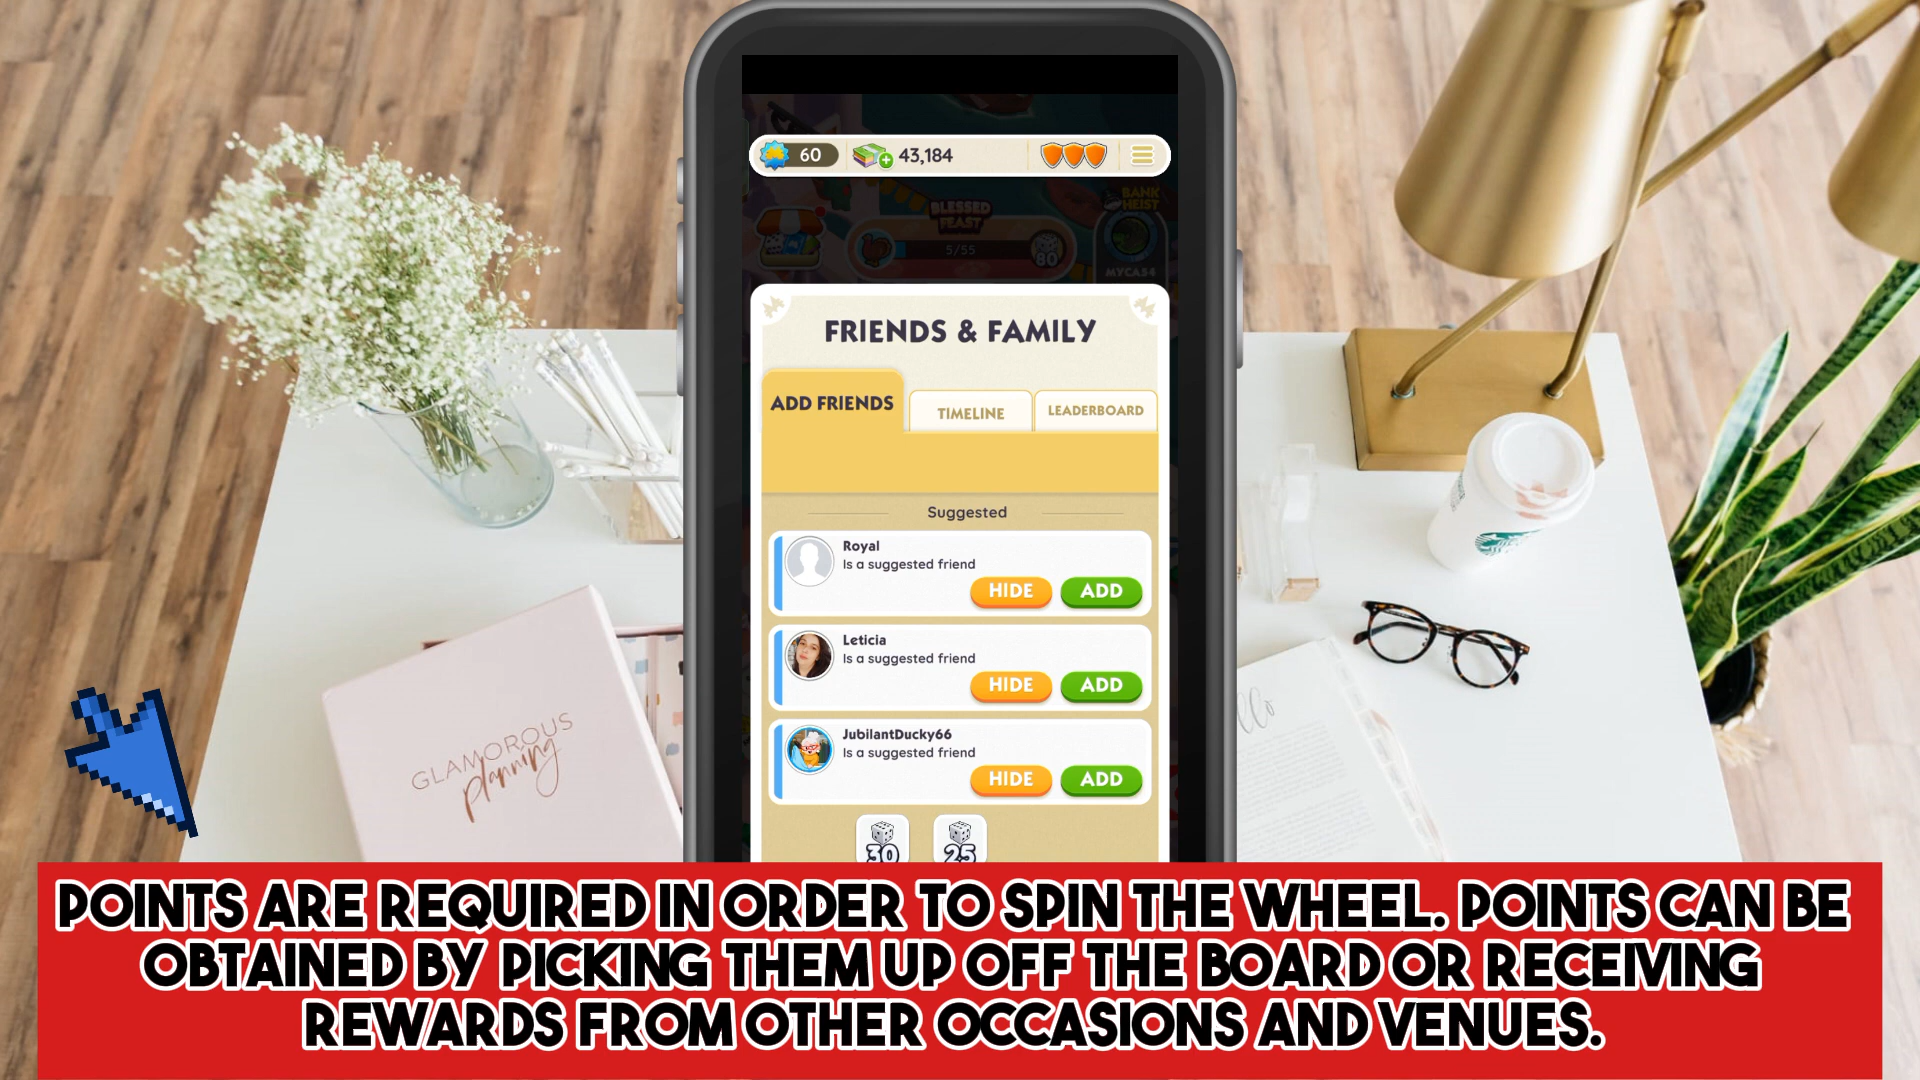 60
43,184
BANK
HEIST
BLESSED
FEAST
5/55
80
MYCA54
FRIENDS & FAMILY
ADD FRIENDS
TIMELINE
LEADERBOARD
Suggested
Royal
Is a suggested friend
HIDE
ADD
Leticia
Is a suggested friend
HIDE
ADD
JubilantDucky66
Is a suggested friend
HIDE
ADD
30
25
GLAMOROUS
planning
POINTS ARE REQUIRED IN ORDER TO SPIN THE WHEEL. POINTS CAN BE
OBTAINED BY PICKING THEM UP OFF THE BOARD OR RECEIVING
REWARDS FROM OTHER OCCASIONS AND VENUES.